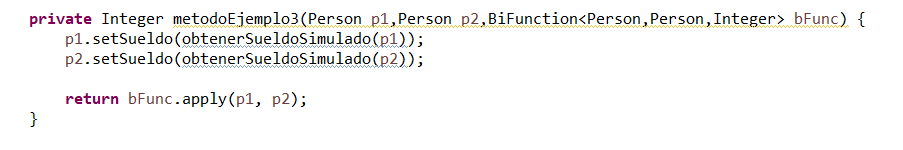 private Integer metodoEjemplo3(Person p1,Person p2,BiFunction<Person,Person,Integer> bFunc) {
p1.setSueldo(obtenerSueldoSimulado(p1));
p2.setSueldo(obtenerSueldoSimulado(p2));
return bFunc.apply(p1, p2);
}